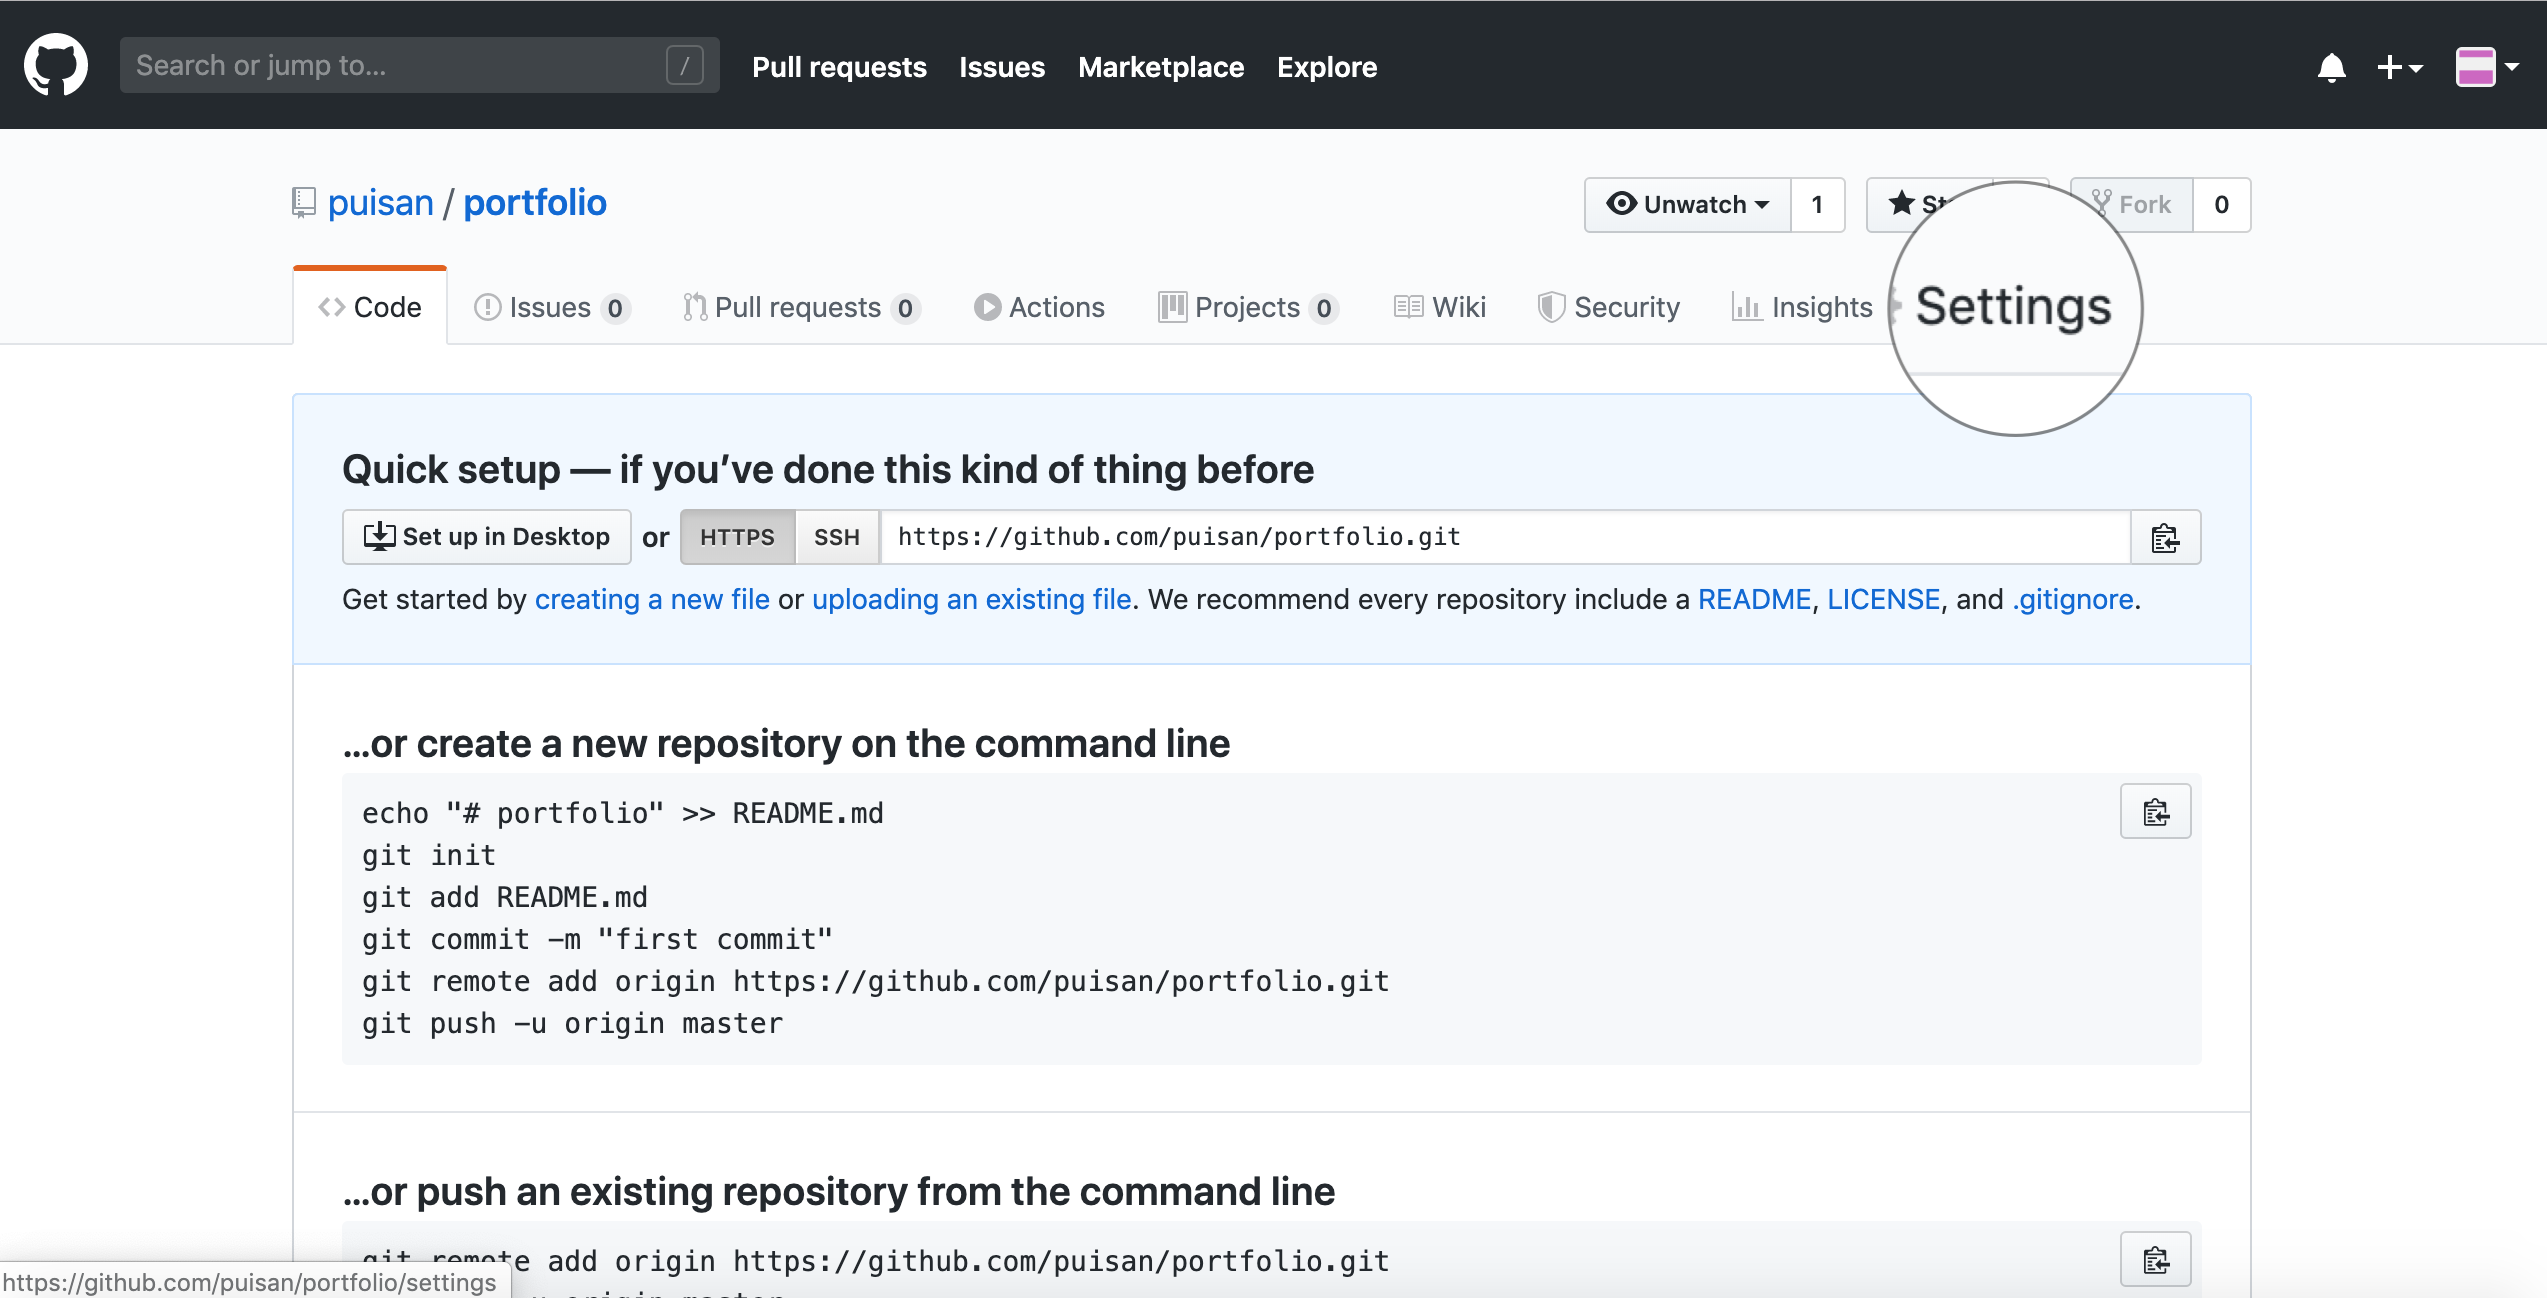 Search or jump to... /
Pull requests Issues Marketplace Explore
puisan / portfolio
Unwatch 1 Fork 0
Code Issues 0 Pull requests 0 Actions Projects 0 Wiki Security Insights Settings
Quick setup — if you’ve done this kind of thing before
Set up in Desktop or HTTPS SSH https://github.com/puisan/portfolio.git
Get started by creating a new file or uploading an existing file. We recommend every repository include a README, LICENSE, and .gitignore.
…or create a new repository on the command line
echo "# portfolio" >> README.md
git init
git add README.md
git commit -m "first commit"
git remote add origin https://github.com/puisan/portfolio.git
git push -u origin master
…or push an existing repository from the command line
git remote add origin https://github.com/puisan/portfolio.git
https://github.com/puisan/portfolio/settings
origin master